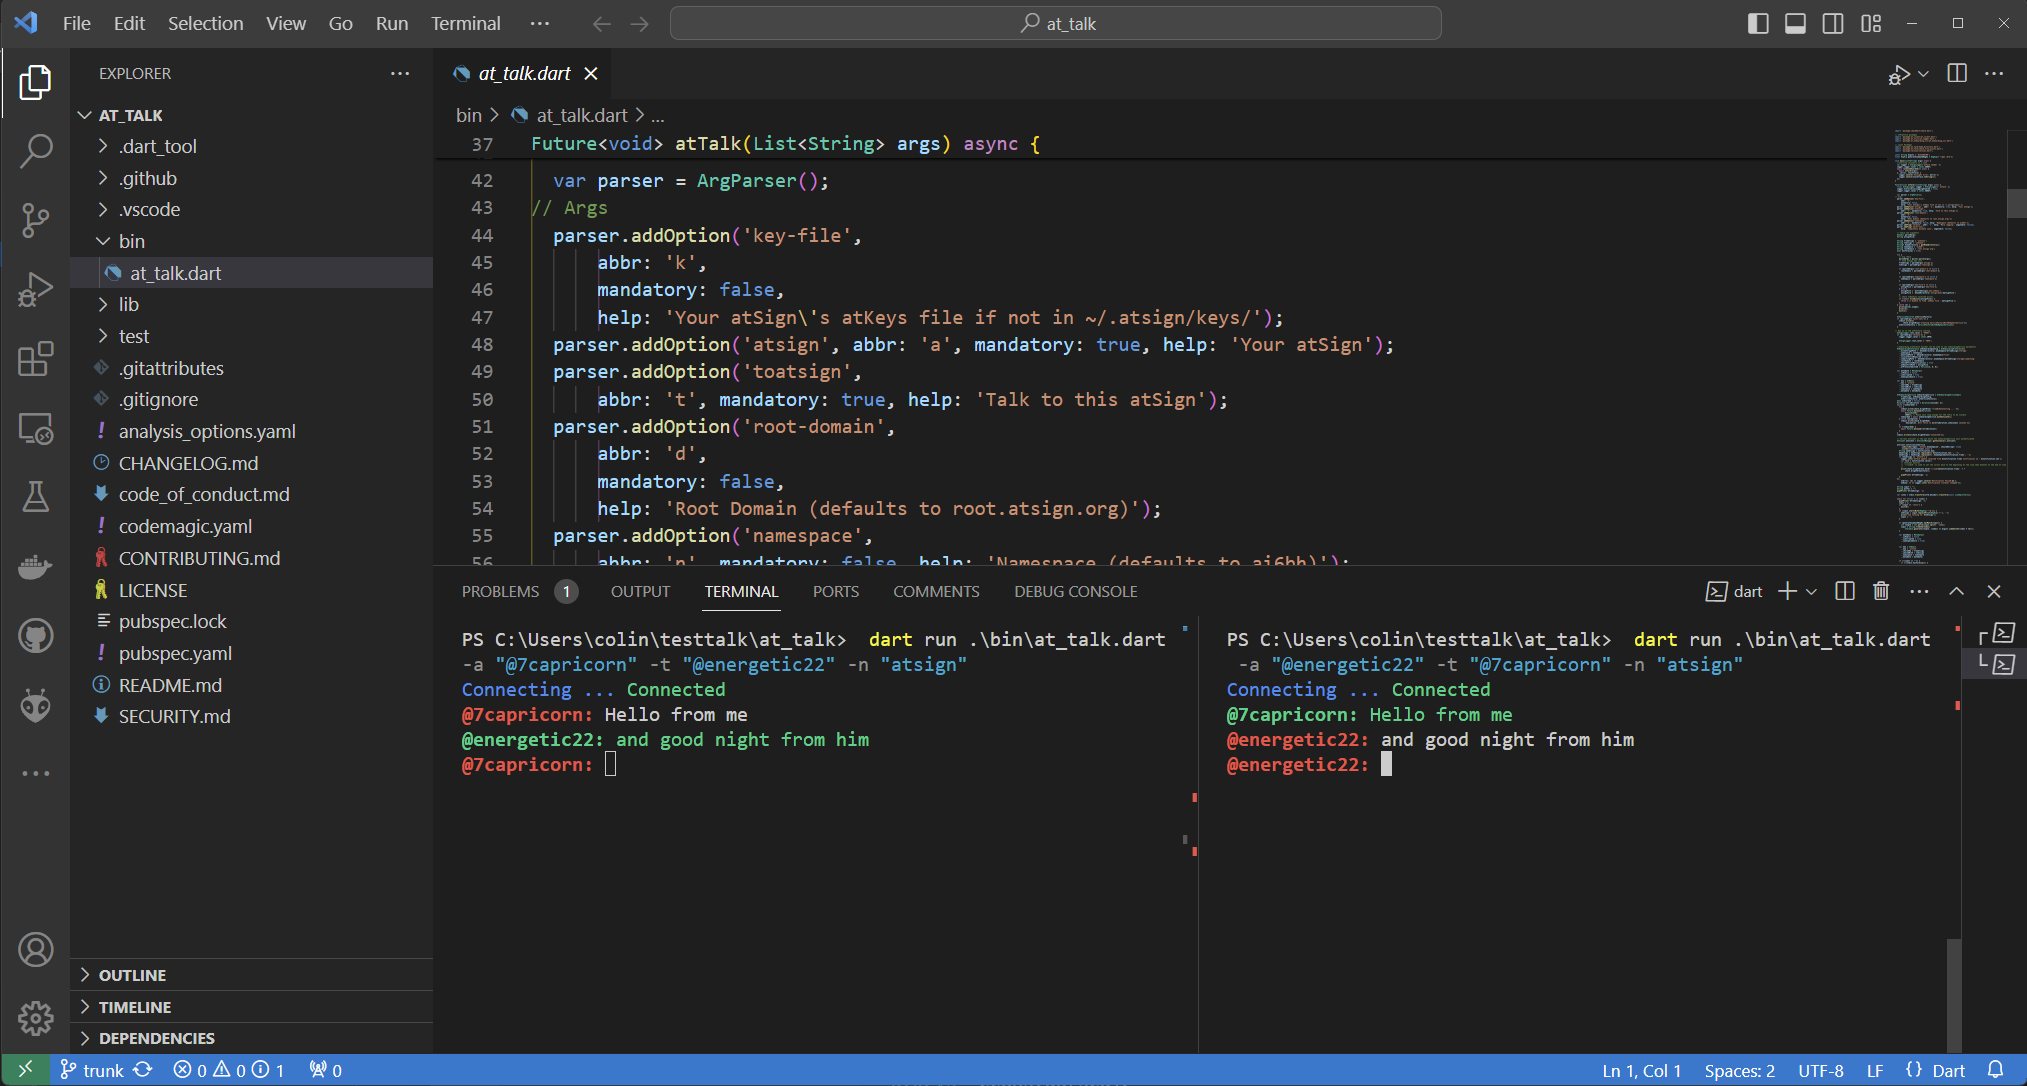 File Edit Selection View Go Run Terminal ···
at_talk
EXPLORER ···
AT_TALK
.dart_tool
.github
.vscode
bin
at_talk.dart
lib
test
.gitattributes
.gitignore
analysis_options.yaml
CHANGELOG.md
code_of_conduct.md
codemagic.yaml
CONTRIBUTING.md
LICENSE
pubspec.lock
pubspec.yaml
README.md
SECURITY.md
OUTLINE
TIMELINE
DEPENDENCIES
at_talk.dart
bin > at_talk.dart > ...
37 Future<void> atTalk(List<String> args) async {
42 var parser = ArgParser();
43 // Args
44 parser.addOption('key-file',
45 abbr: 'k',
46 mandatory: false,
47 help: 'Your atSign\'s atKeys file if not in ~/.atsign/keys/');
48 parser.addOption('atsign', abbr: 'a', mandatory: true, help: 'Your atSign');
49 parser.addOption('toatsign',
50 abbr: 't', mandatory: true, help: 'Talk to this atSign');
51 parser.addOption('root-domain',
52 abbr: 'd',
53 mandatory: false,
54 help: 'Root Domain (defaults to root.atsign.org)');
55 parser.addOption('namespace',
56 abbr: 'n', mandatory: false, help: 'Namespace (defaults to ai6bh)');
PROBLEMS 1 OUTPUT TERMINAL PORTS COMMENTS DEBUG CONSOLE
dart
PS C:\Users\colin\testtalk\at_talk> dart run .\bin\at_talk.dart
-a "@7capricorn" -t "@energetic22" -n "atsign"
Connecting ... Connected
@7capricorn: Hello from me
@energetic22: and good night from him
@7capricorn:
PS C:\Users\colin\testtalk\at_talk> dart run .\bin\at_talk.dart
-a "@energetic22" -t "@7capricorn" -n "atsign"
Connecting ... Connected
@7capricorn: Hello from me
@energetic22: and good night from him
@energetic22:
trunk 0 0 1 0
Ln 1, Col 1 Spaces: 2 UTF-8 LF {} Dart